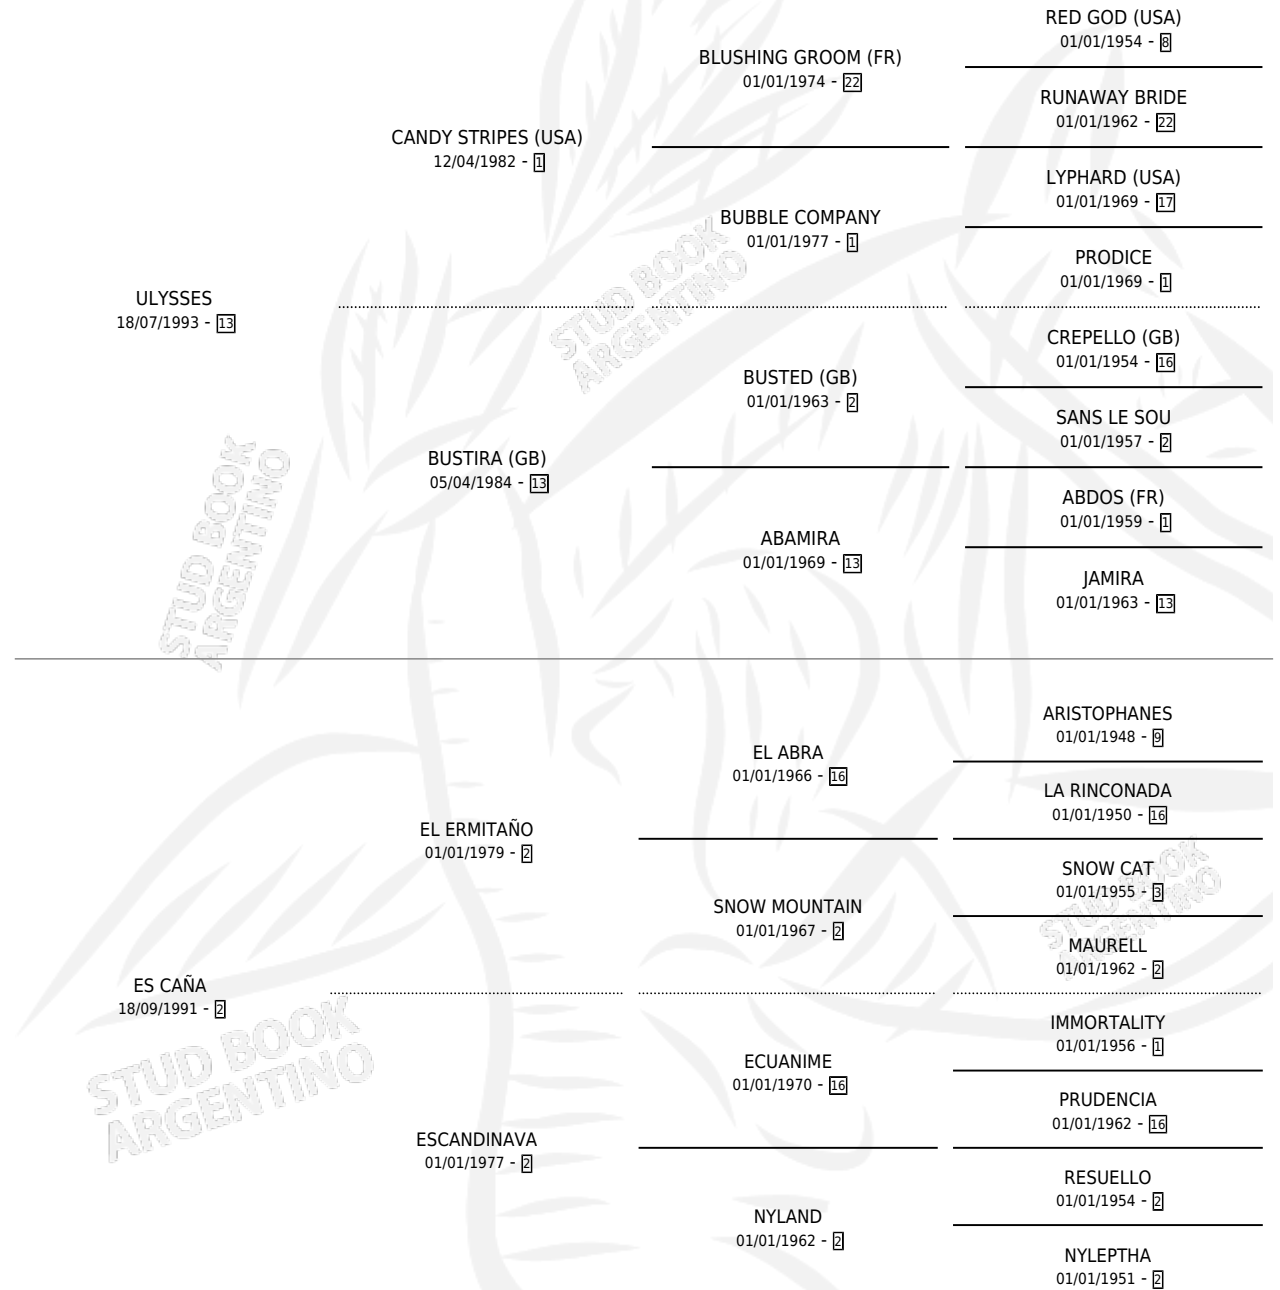 RED GOD (USA)
01/01/1954 - 8
BLUSHING GROOM (FR)
01/01/1974 - 22
RUNAWAY BRIDE
01/01/1962 - 22
CANDY STRIPES (USA)
12/04/1982 - 1
LYPHARD (USA)
01/01/1969 - 17
BUBBLE COMPANY
01/01/1977 - 1
PRODICE
01/01/1969 - 1
ULYSSES
18/07/1993 - 13
STUD BOOK
ARGENTINO
CREPELLO (GB)
01/01/1954 - 16
BUSTED (GB)
01/01/1963 - 2
SANS LE SOU
01/01/1957 - 2
BUSTIRA (GB)
05/04/1984 - 13
ABDOS (FR)
01/01/1959 - 1
ABAMIRA
01/01/1969 - 13
JAMIRA
01/01/1963 - 13
STUD BOOK
ARGENTINO
ARISTOPHANES
01/01/1948 - 9
EL ABRA
01/01/1966 - 16
LA RINCONADA
01/01/1950 - 16
EL ERMITAÑO
01/01/1979 - 2
SNOW CAT
01/01/1955 - 3
SNOW MOUNTAIN
01/01/1967 - 2
STUD BOOK
ARGENTINO
MAURELL
01/01/1962 - 2
ES CAÑA
18/09/1991 - 2
IMMORTALITY
01/01/1956 - 1
ECUANIME
01/01/1970 - 16
STUD BOOK
ARGENTINO
PRUDENCIA
01/01/1962 - 16
ESCANDINAVA
01/01/1977 - 2
RESUELLO
01/01/1954 - 2
NYLAND
01/01/1962 - 2
NYLEPTHA
01/01/1951 - 2